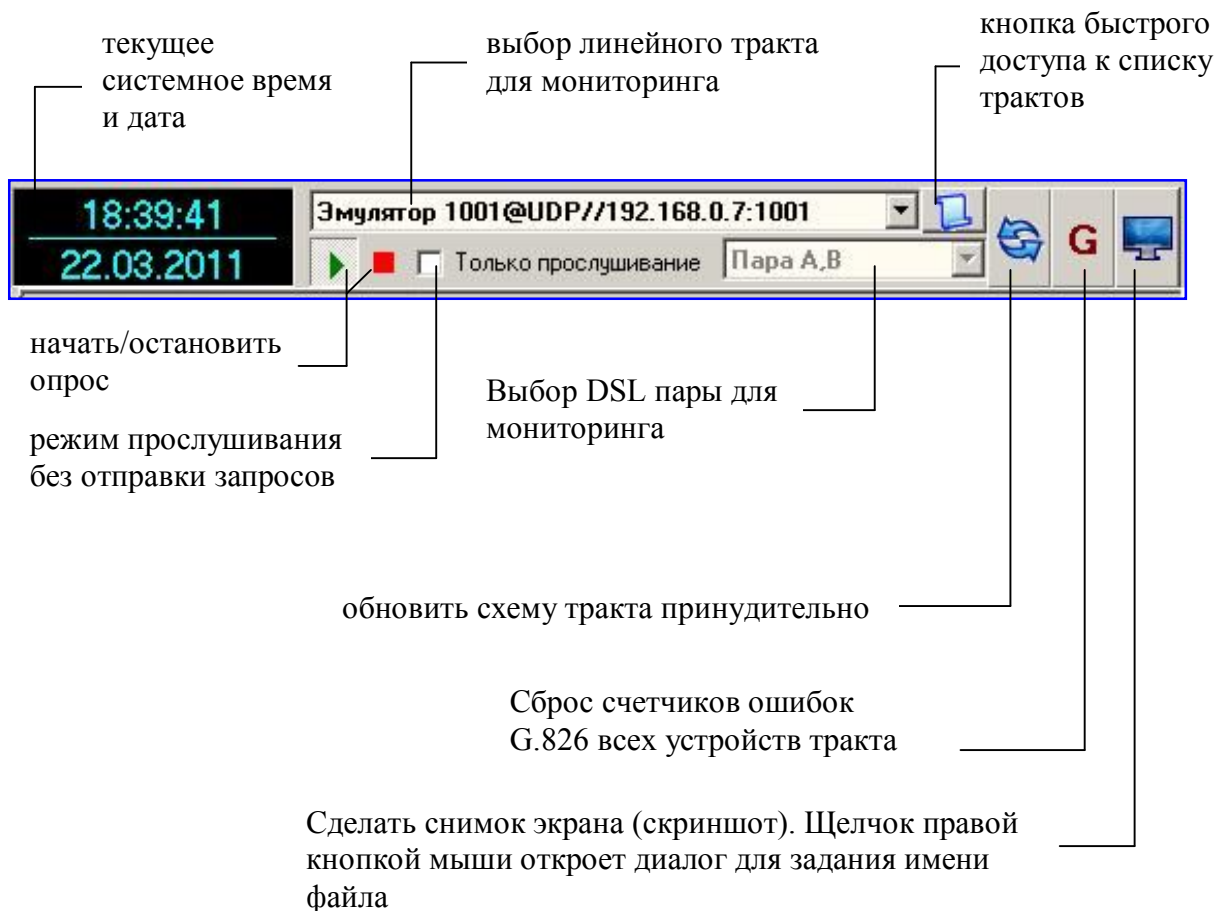 текущее
системное время
и дата
выбор линейного тракта
для мониторинга
кнопка быстрого
доступа к списку
трактов
18:39:41
22.03.2011
Эмулятор 1001@UDP//192.168.0.7:1001
Только прослушивание
Пара А,В
G
начать/остановить
опрос
режим прослушивания
без отправки запросов
Выбор DSL пары для
мониторинга
обновить схему тракта принудительно
Сброс счетчиков ошибок
G.826 всех устройств тракта
Сделать снимок экрана (скриншот). Щелчок правой
кнопкой мыши откроет диалог для задания имени
файла